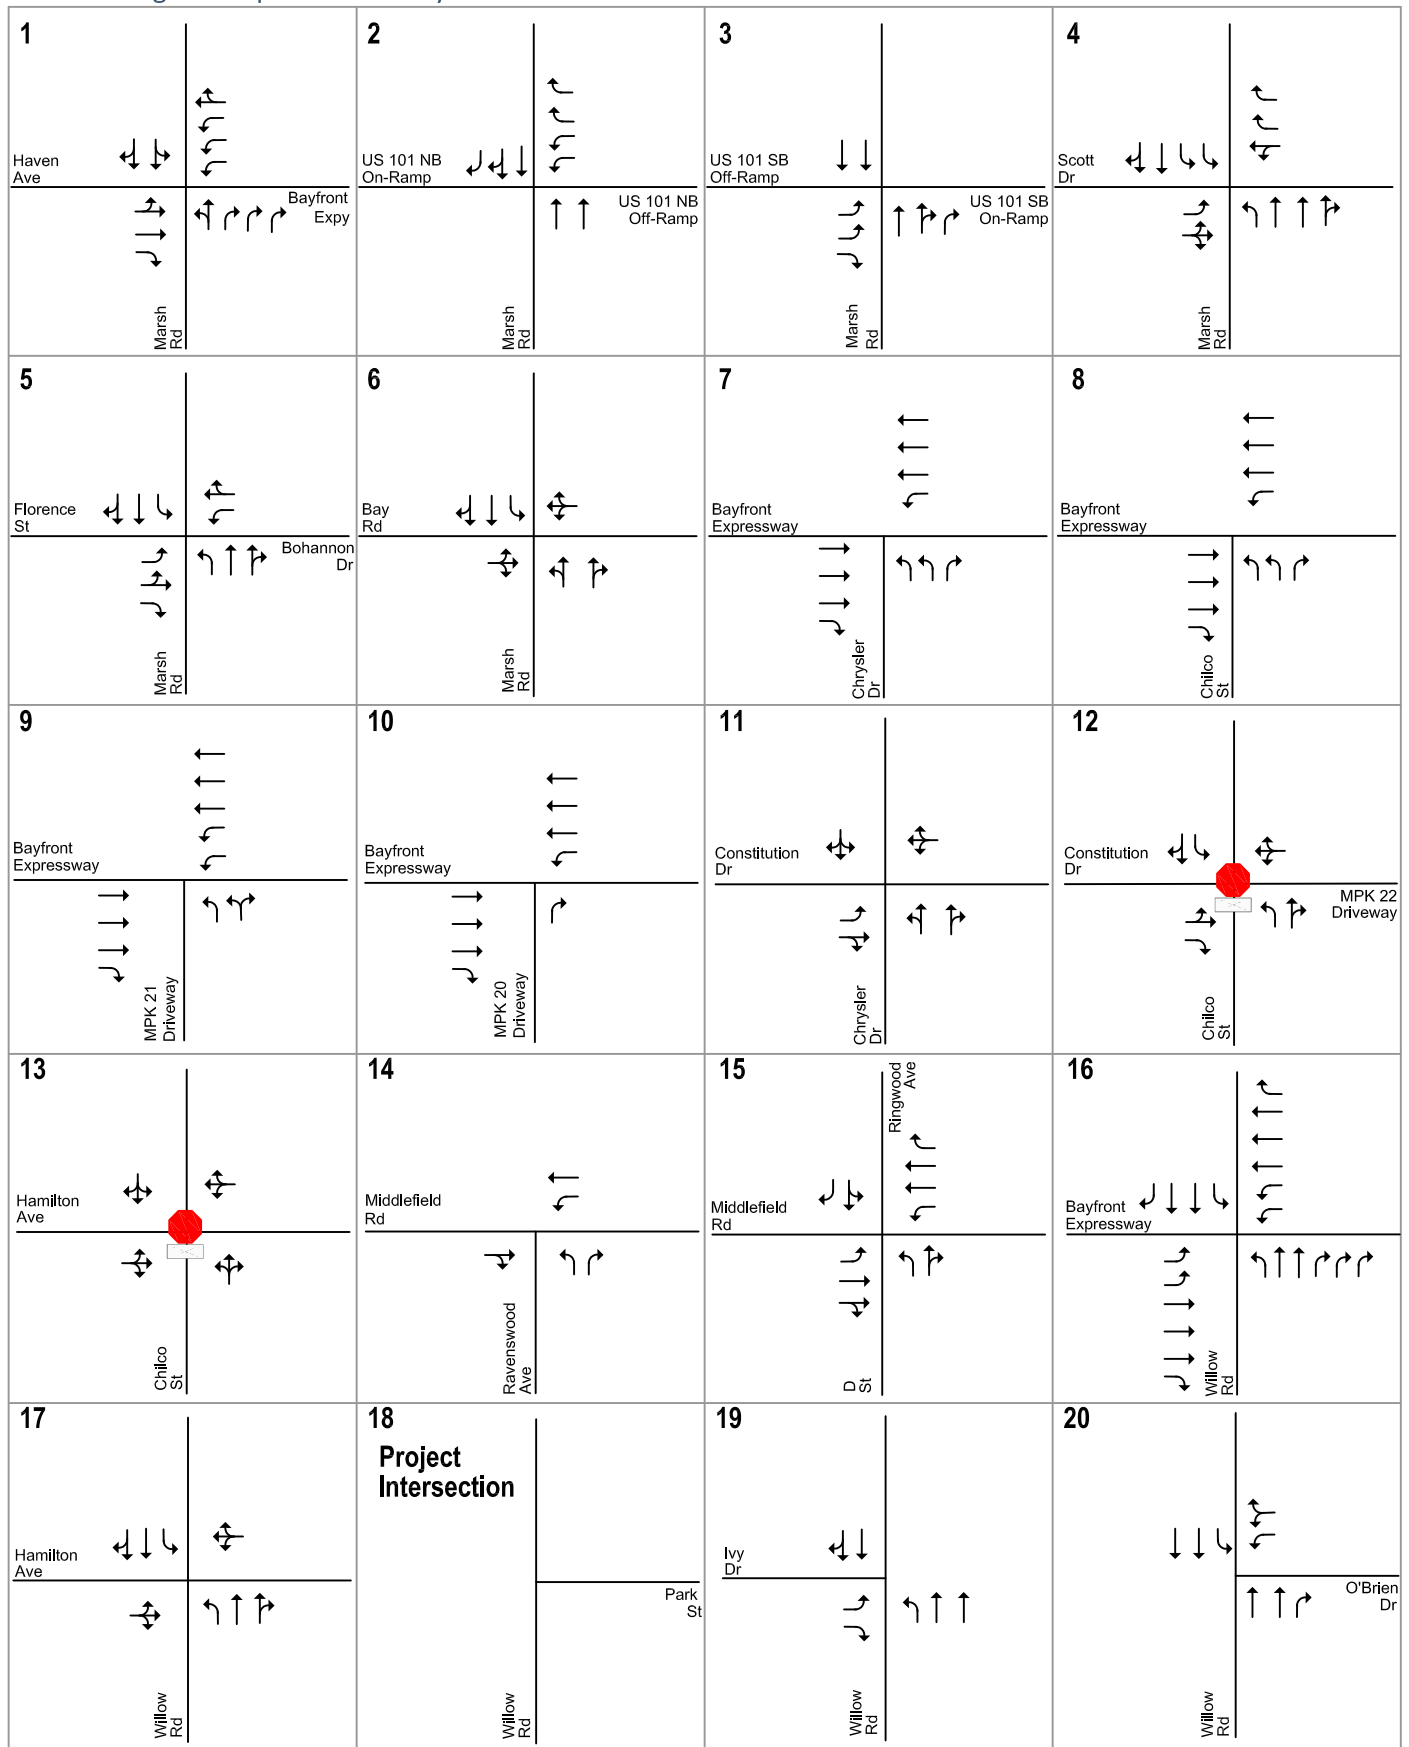 1
Haven
Ave
Bayfront
Expy
Marsh
Rd
2
US 101 NB
On-Ramp
US 101 NB
Off-Ramp
Marsh
Rd
3
US 101 SB
Off-Ramp
US 101 SB
On-Ramp
Marsh
Rd
4
Scott
Dr
Marsh
Rd
5
Florence
St
Bohannon
Dr
Marsh
Rd
6
Bay
Rd
Marsh
Rd
7
Bayfront
Expressway
Chrysler
Dr
8
Bayfront
Expressway
Chilco
St
9
Bayfront
Expressway
MPK 21
Driveway
10
Bayfront
Expressway
MPK 20
Driveway
11
Constitution
Dr
Chrysler
Dr
12
Constitution
Dr
MPK 22
Driveway
Chilco
St
13
Hamilton
Ave
Chilco
St
14
Middlefield
Rd
Ravenswood
Ave
15
Ringwood
Ave
Middlefield
Rd
D
St
16
Bayfront
Expressway
Willow
Rd
17
Hamilton
Ave
Willow
Rd
18
Project
Intersection
Park
St
Willow
Rd
19
Ivy
Dr
Willow
Rd
20
O'Brien
Dr
Willow
Rd